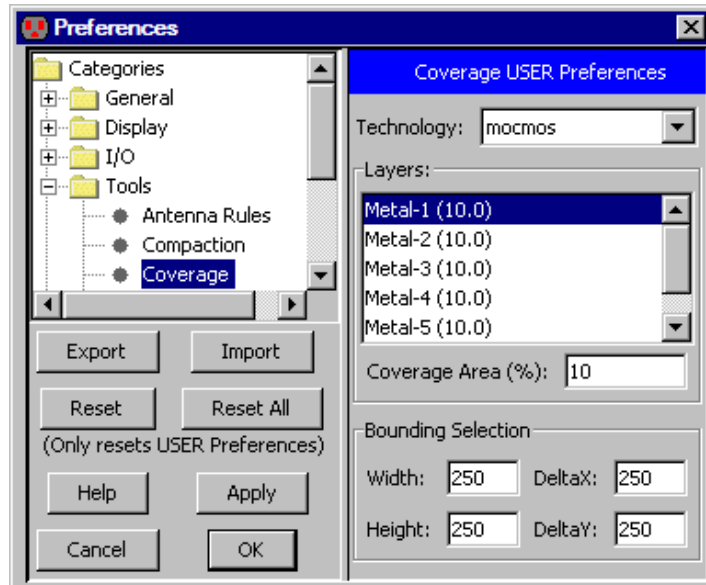 Preferences
Categories
General
Display
I/O
Tools
Antenna Rules
Compaction
Coverage
Export Import
Reset Reset All
(Only resets USER Preferences)
Help Apply
Cancel OK
Coverage USER Preferences
Technology: mocmos
Layers:
Metal-1 (10.0)
Metal-2 (10.0)
Metal-3 (10.0)
Metal-4 (10.0)
Metal-5 (10.0)
Coverage Area (%): 10
Bounding Selection
Width: 250 DeltaX: 250
Height: 250 DeltaY: 250